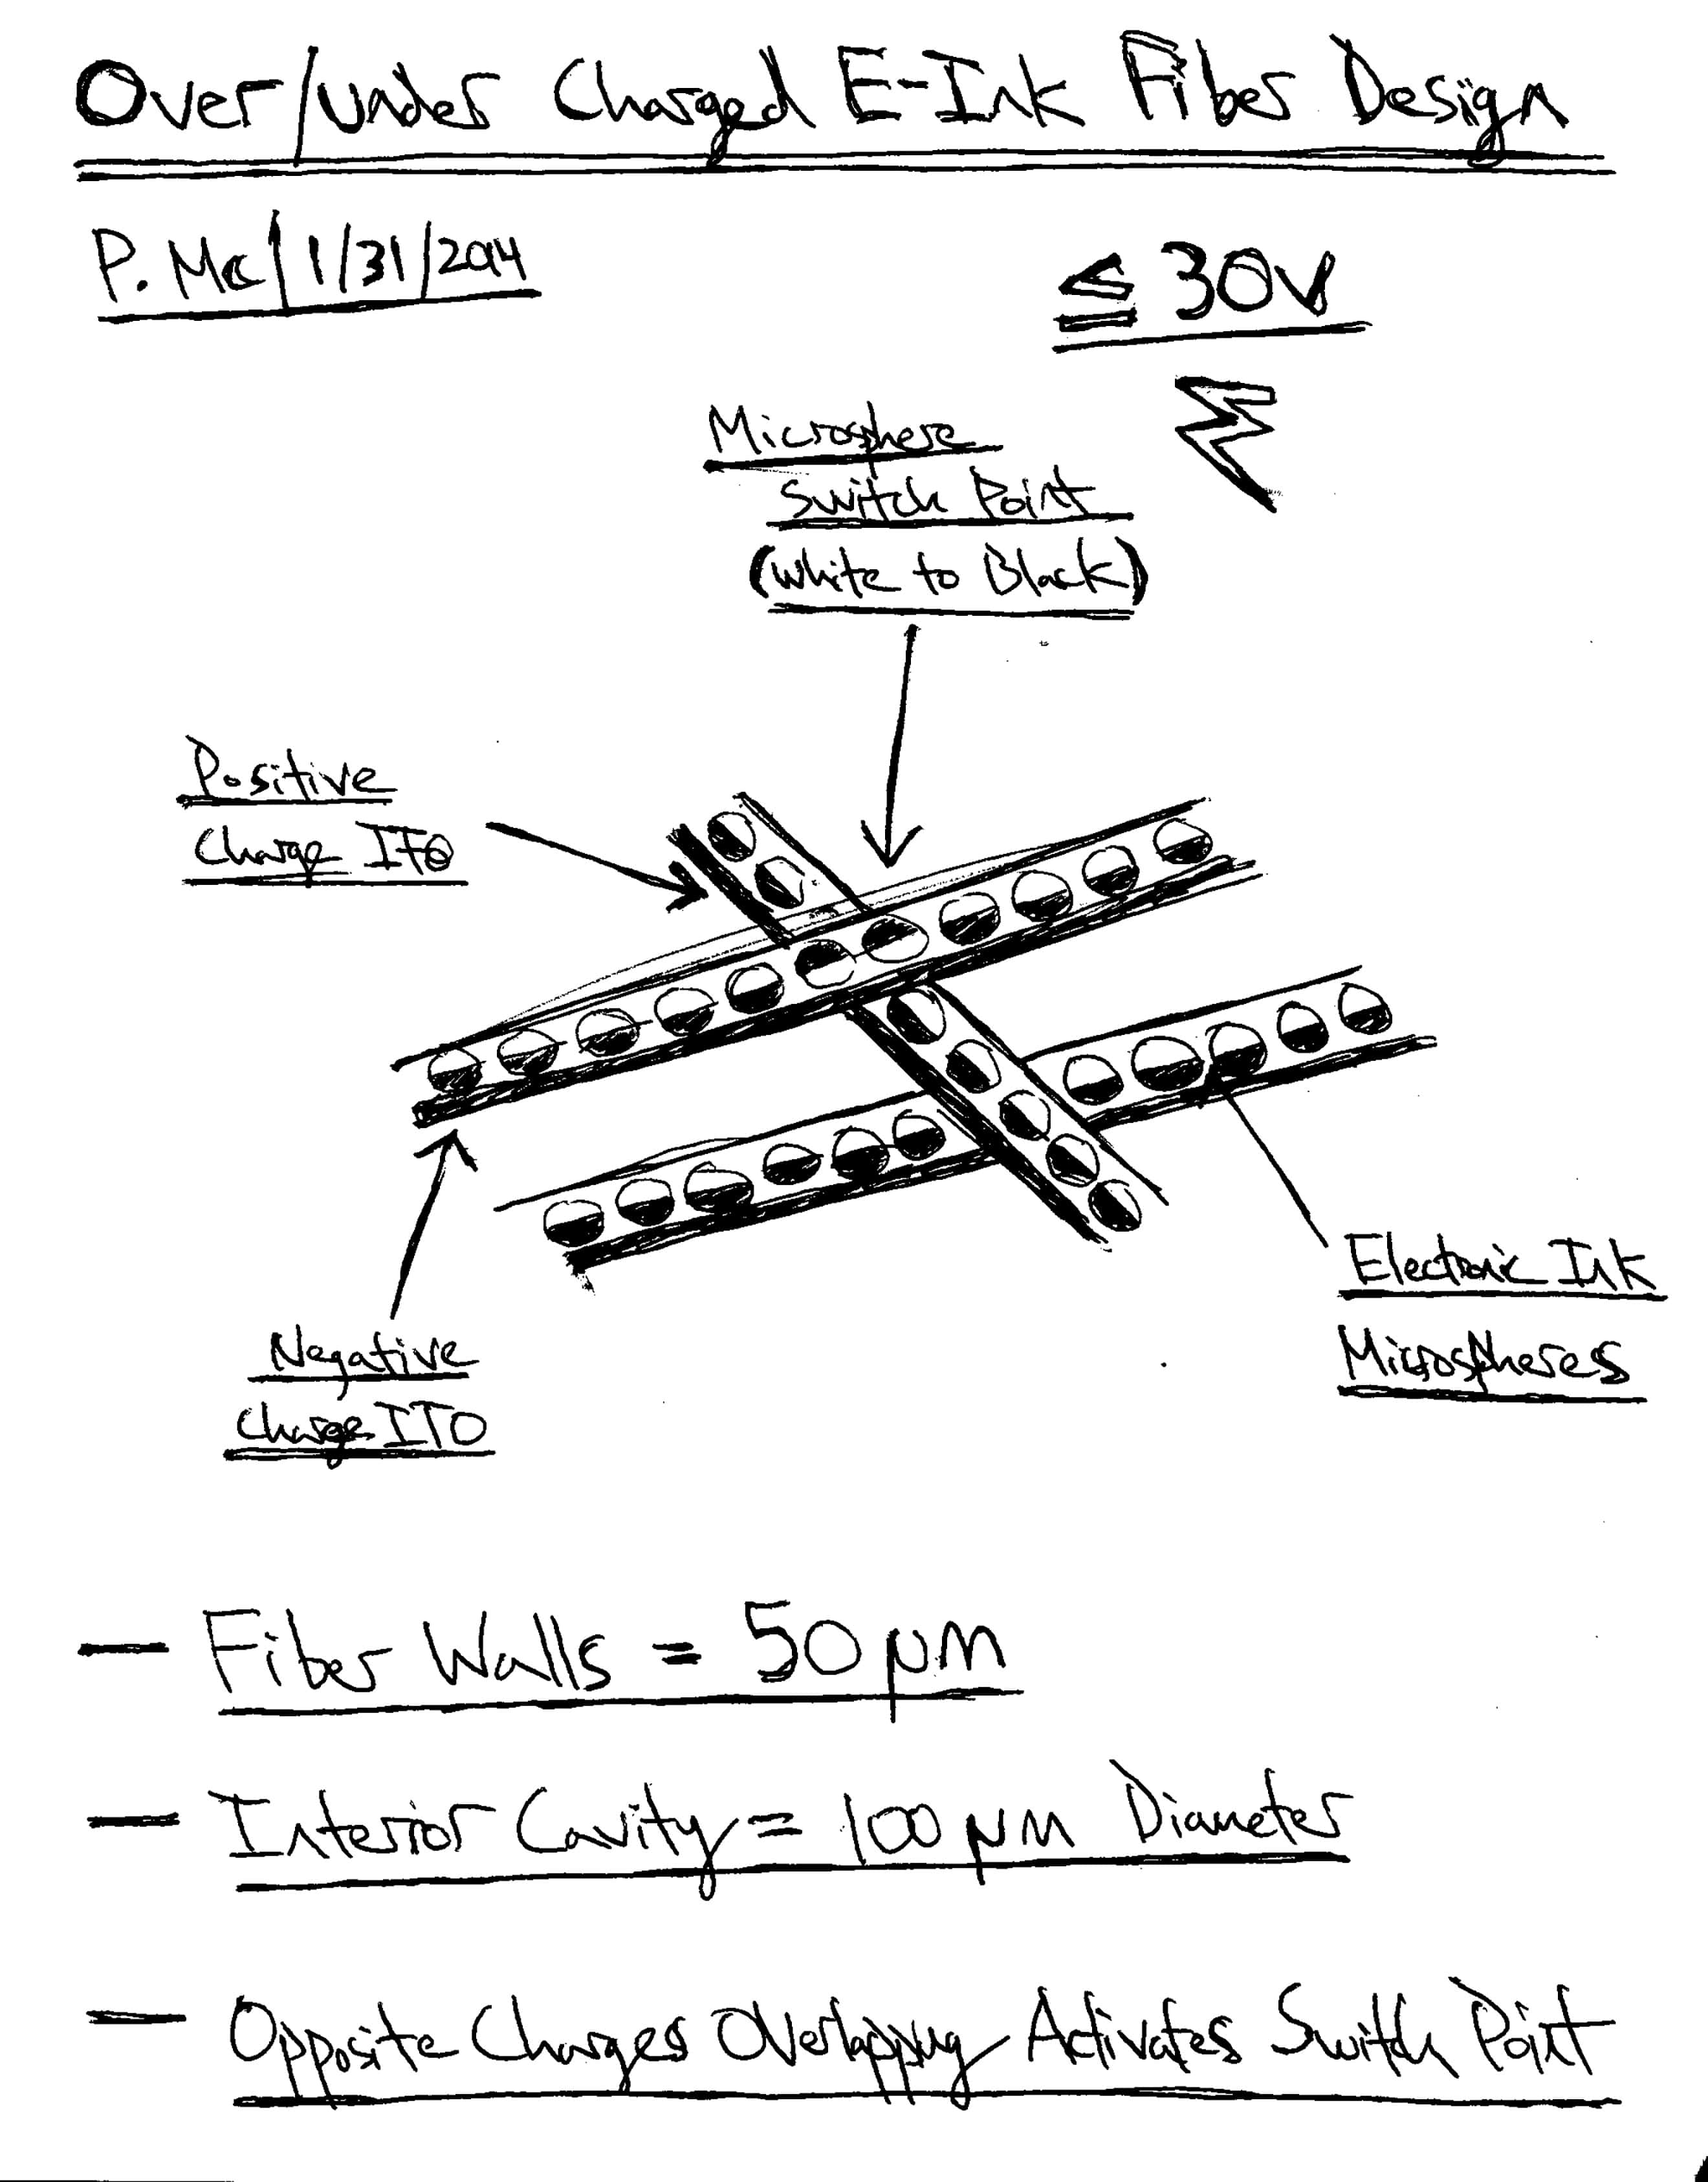 Over/Under Charged E-Ink Fiber Design
P. Mc | 1/31/2014
≤ 30V
Microsphere
Switch Point
(White to Black)
Positive
Charge ITO
Electronic Ink
Microspheres
Negative
Charge ITO
- Fiber Walls = 50 μm
- Interior Cavity = 100 μm Diameter
- Opposite Charges Overlapping Activates Switch Point